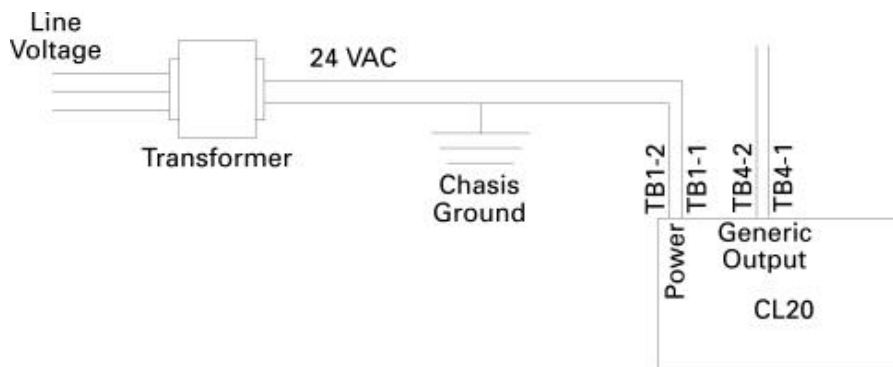 Line
Voltage
24 VAC
Transformer
Chasis
Ground
TB1-2
TB1-1
TB4-2
TB4-1
Power
Generic
Output
CL20